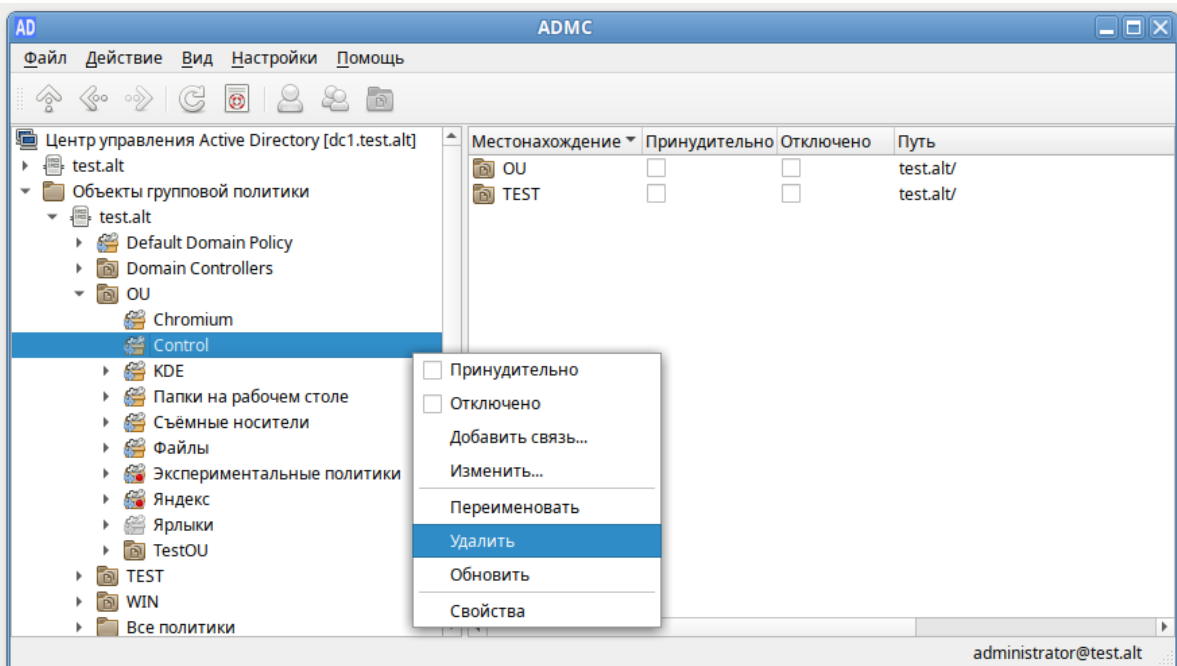 AD ADMC
Файл Действие Вид Настройки Помощь
Центр управления Active Directory [dc1.test.alt]
test.alt
Объекты групповой политики
test.alt
Default Domain Policy
Domain Controllers
OU
Chromium
Control
KDE
Папки на рабочем столе
Съёмные носители
Файлы
Экспериментальные политики
Яндекс
Ярлыки
TestOU
TEST
WIN
Все политики
Местонахождение Принудительно Отключено Путь
OU test.alt/
TEST test.alt/
Принудительно
Отключено
Добавить связь...
Изменить...
Переименовать
Удалить
Обновить
Свойства
administrator@test.alt